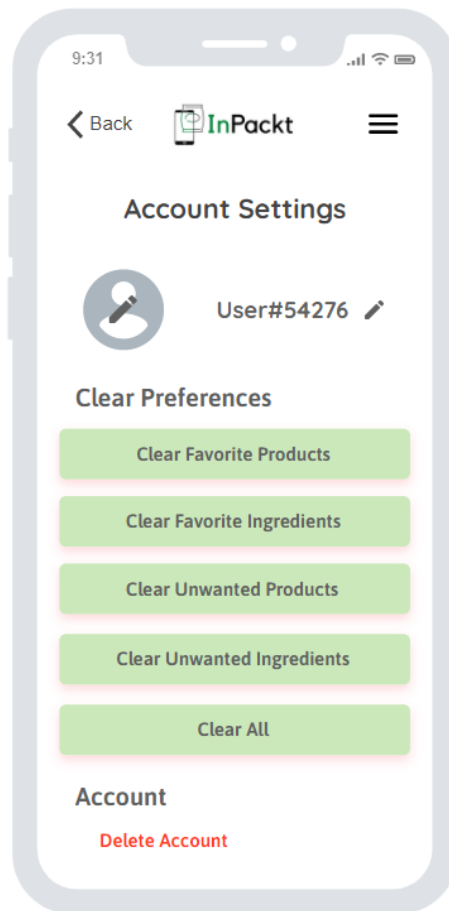 9:31
Back
InPackt
Account Settings
User#54276
Clear Preferences
Clear Favorite Products
Clear Favorite Ingredients
Clear Unwanted Products
Clear Unwanted Ingredients
Clear All
Account
Delete Account